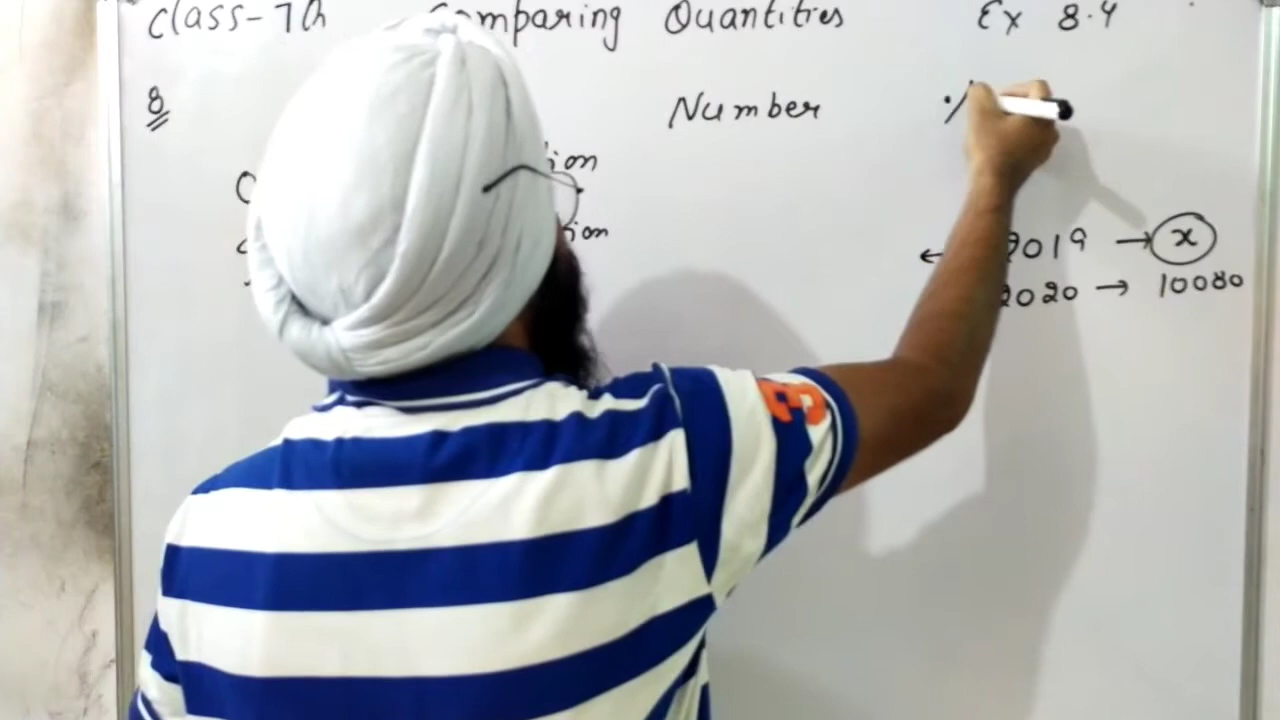 Class-7th Comparing Quantities Ex 8.4
8 Number
2019 → x
2020 → 10080